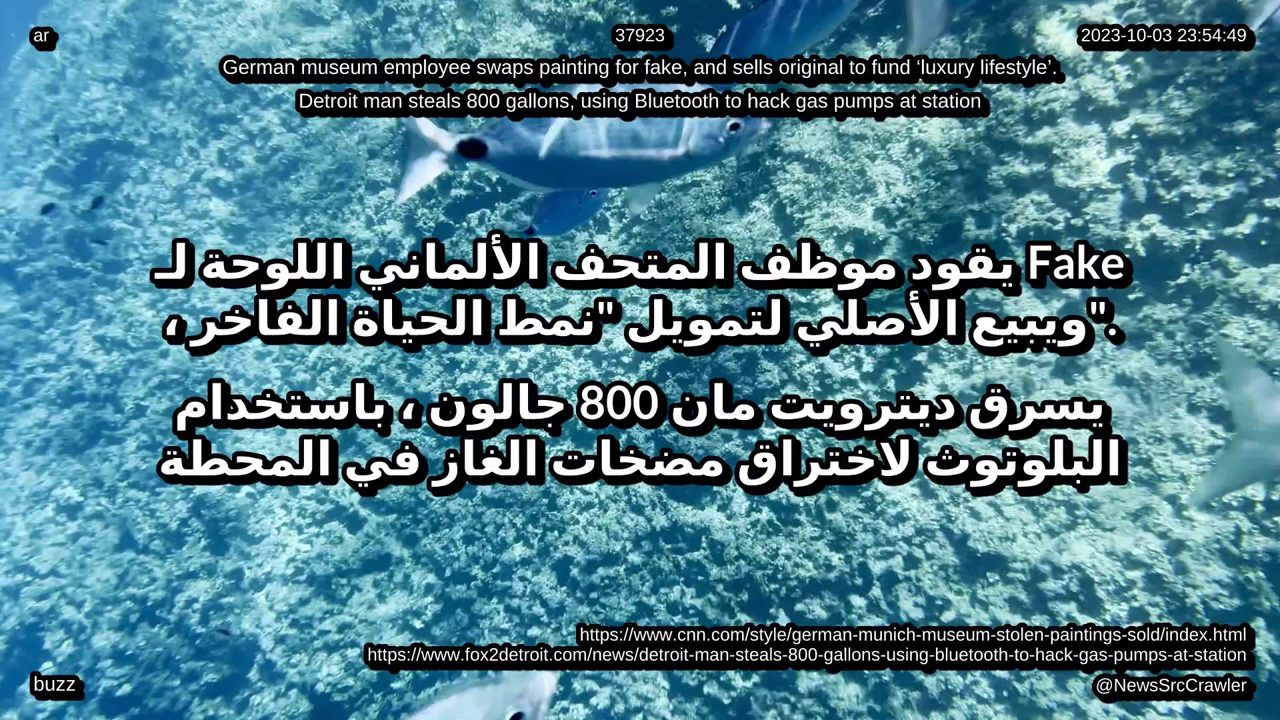 ar
37923
2023-10-03 23:54:49
German museum employee swaps painting for fake, and sells original to fund ‘luxury lifestyle’.
Detroit man steals 800 gallons, using Bluetooth to hack gas pumps at station
يقود موظف المتحف الألماني اللوحة لـ Fake
، ويبيع الأصلي لتمويل "نمط الحياة الفاخر".
يسرق ديترويت مان 800 جالون ، باستخدام
البلوتوث لاختراق مضخات الغاز في المحطة
https://www.cnn.com/style/german-munich-museum-stolen-paintings-sold/index.html
https://www.fox2detroit.com/news/detroit-man-steals-800-gallons-using-bluetooth-to-hack-gas-pumps-at-station
buzz
@NewsSrcCrawler